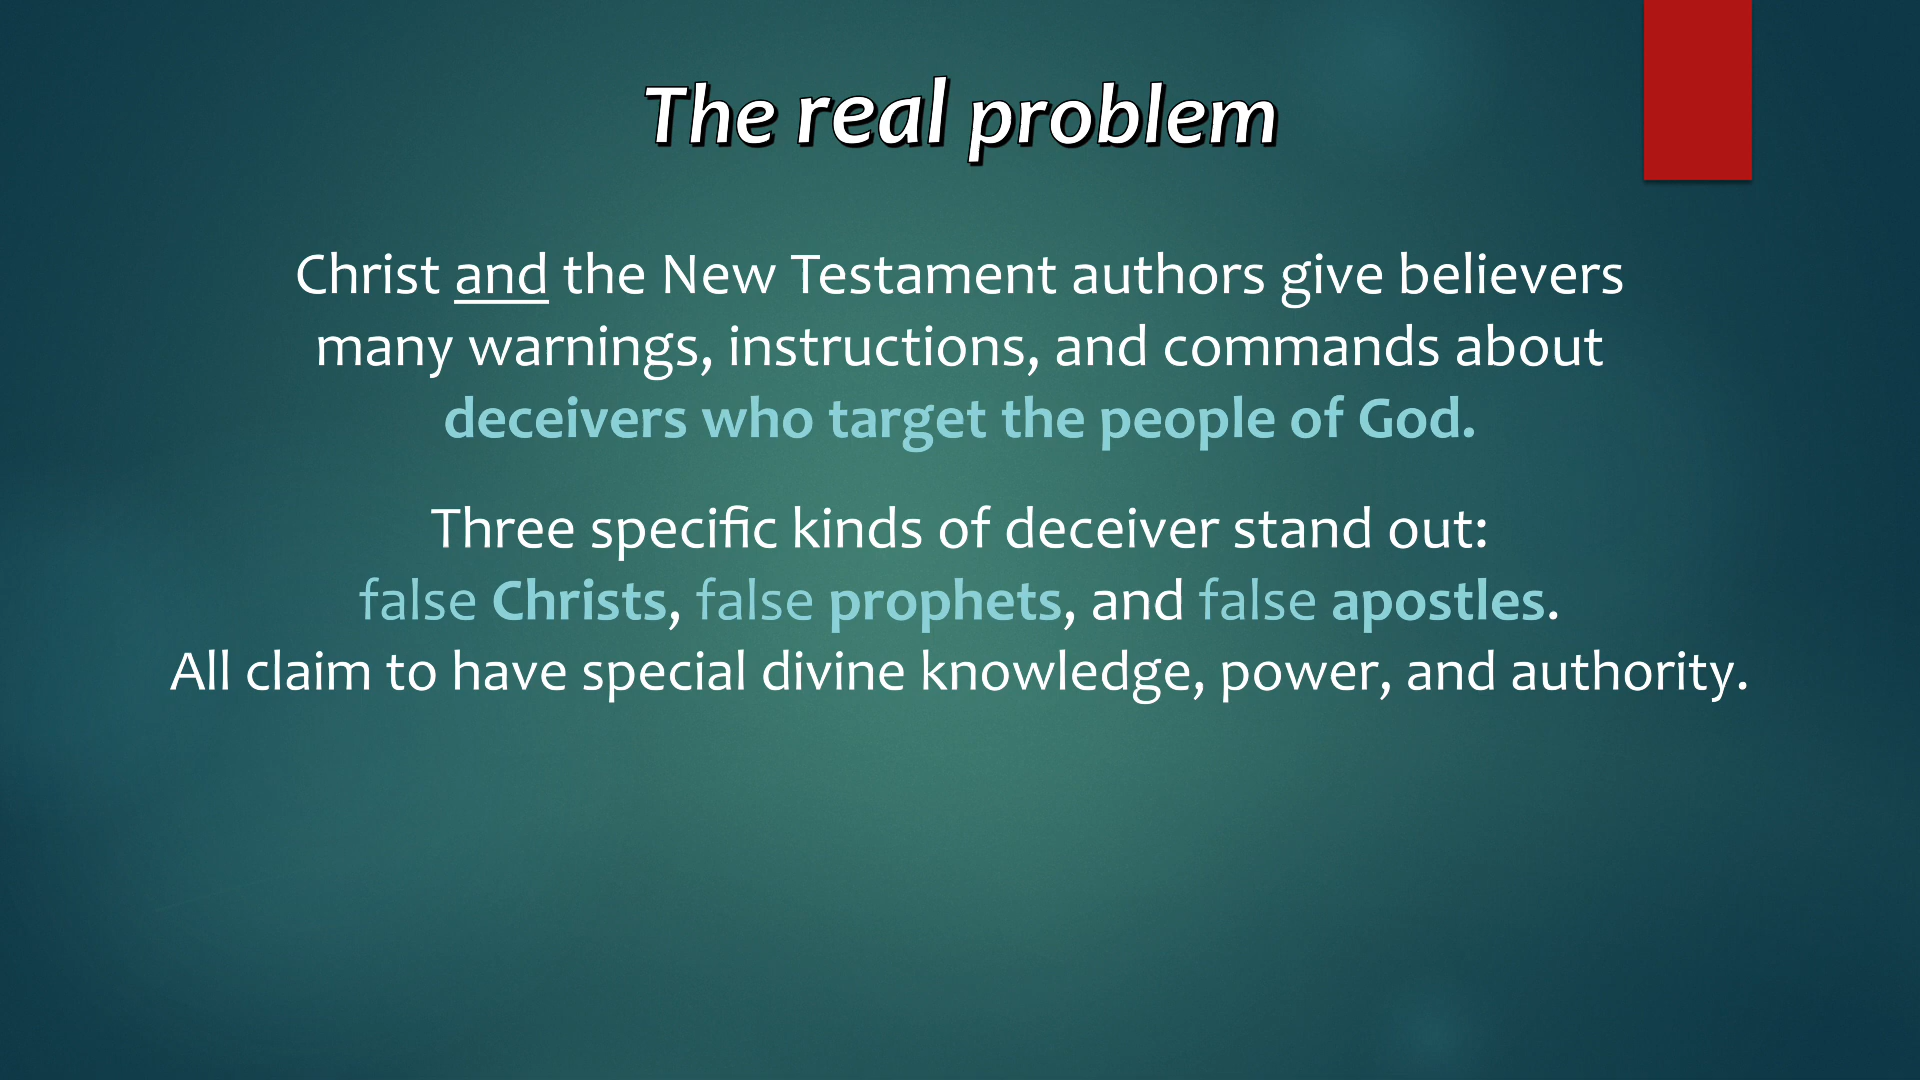 The real problem
Christ and the New Testament authors give believers
many warnings, instructions, and commands about
deceivers who target the people of God.
Three specific kinds of deceiver stand out:
false Christs, false prophets, and false apostles.
All claim to have special divine knowledge, power, and authority.